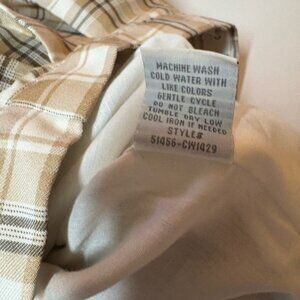 MACHINE WASH
COLD WATER WITH
LIKE COLORS
GENTLE CYCLE
DO NOT BLEACH
TUMBLE DRY LOW
COOL IRON IF NEEDED
STYLE#
51456-CW1429